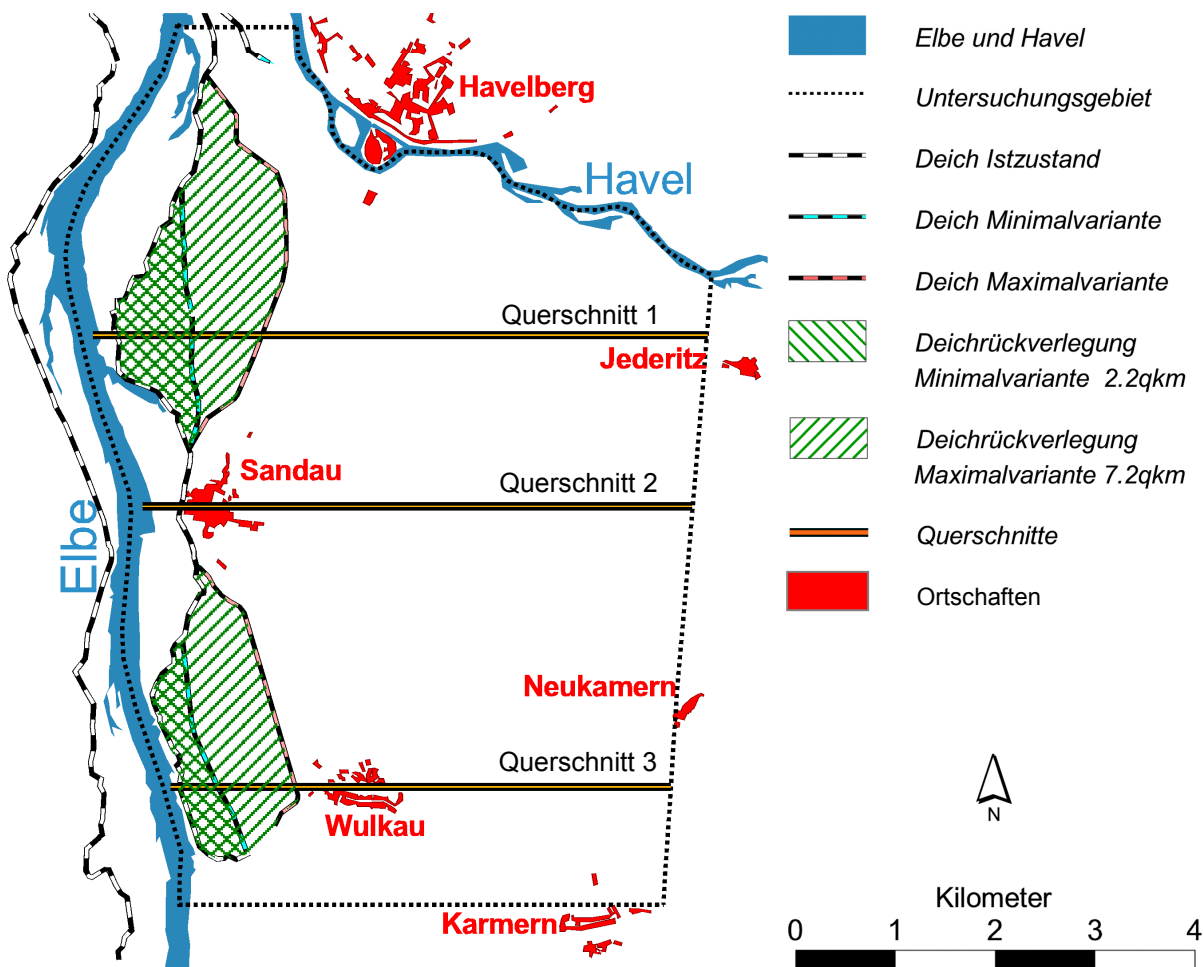 Havelberg
Havel
Querschnitt 1
Jederitz
Sandau
Querschnitt 2
Elbe
Neukamern
Querschnitt 3
Wulkau
Karmern
Elbe und Havel
Untersuchungsgebiet
Deich Istzustand
Deich Minimalvariante
Deich Maximalvariante
Deichrückverlegung
Minimalvariante 2.2qkm
Deichrückverlegung
Maximalvariante 7.2qkm
Querschnitte
Ortschaften
N
Kilometer
0 1 2 3 4